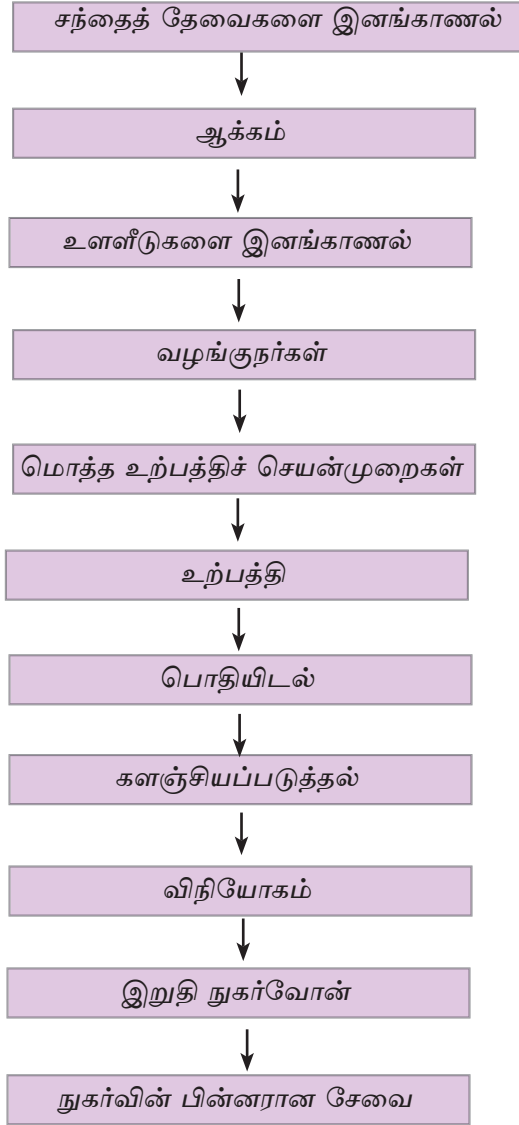 சந்தைத் தேவைகளை இனங்காணல்
ஆக்கம்
உளளீடுகளை இனங்காணல்
வழங்குநர்கள்
மொத்த உற்பத்திச் செயன்முறைகள்
உற்பத்தி
பொதியிடல்
களஞ்சியப்படுத்தல்
விநியோகம்
இறுதி நுகர்வோன்
நுகர்வின் பின்னரான சேவை